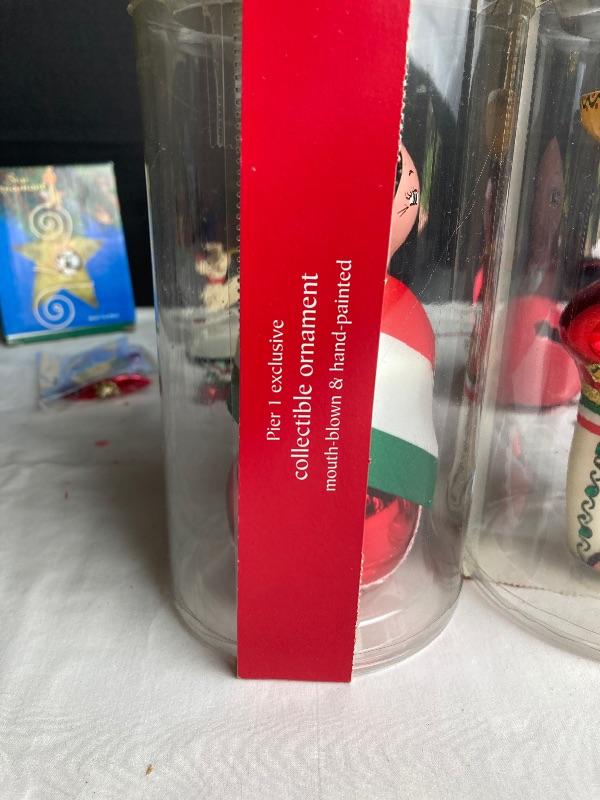 Pier 1 exclusive
collectible ornament
mouth-blown & hand-painted